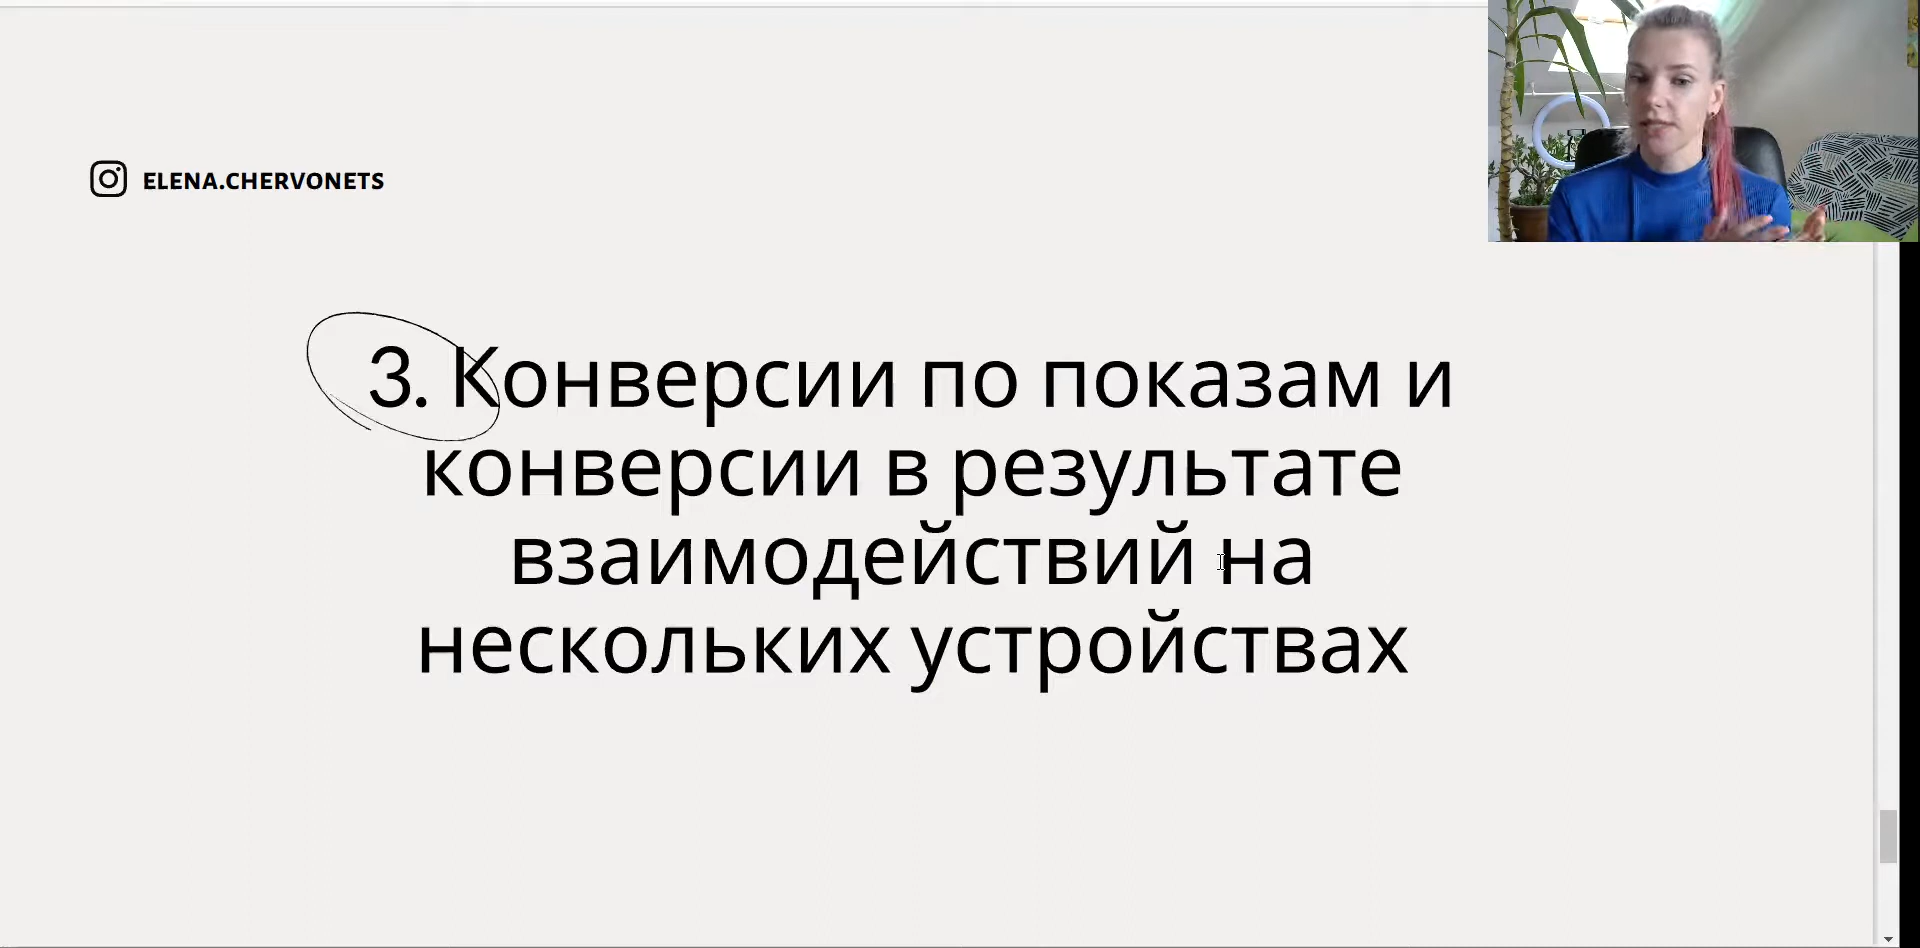 ELENA.CHERVONETS
3. Конверсии по показам и
конверсии в результате
взаимодействий на
нескольких устройствах